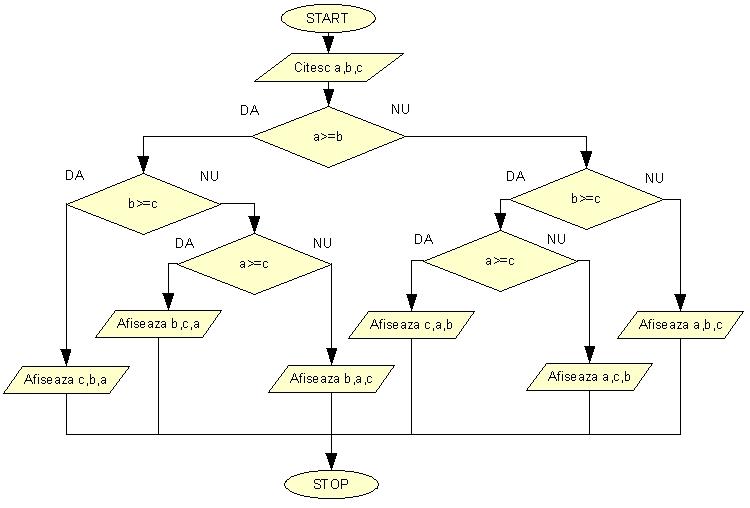 START
Citesc a,b,c
DA
NU
a>=b
DA
NU
b>=c
DA
NU
b>=c
DA
NU
a>=c
DA
NU
a>=c
Afiseaza b,c,a
Afiseaza c,a,b
Afiseaza a,b,c
Afiseaza c,b,a
Afiseaza b,a,c
Afiseaza a,c,b
STOP